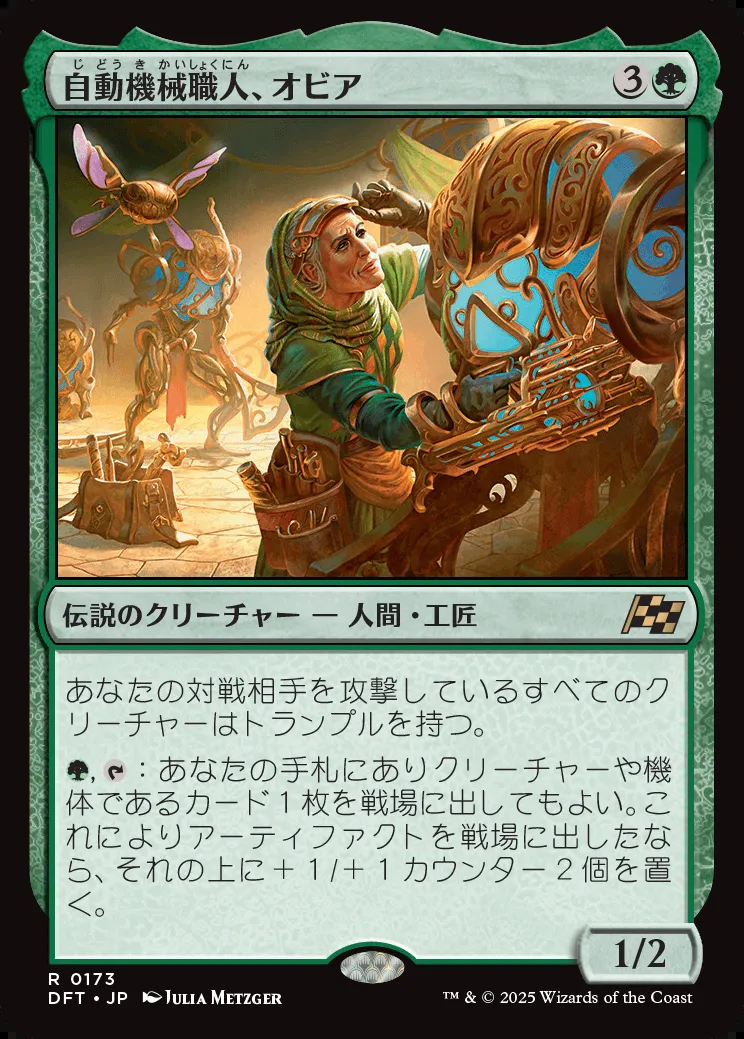 じどうきかいしょくにん
自動機械職人、オビア 3
伝説のクリーチャー ― 人間・工匠
あなたの対戦相手を攻撃しているすべてのク
リーチャーはトランプルを持つ。
, : あなたの手札にありクリーチャーや機
体であるカード1枚を戦場に出してもよい。こ
れによりアーティファクトを戦場に出したな
ら、それの上に+1/+1カウンター2個を置
く。
1/2
R 0173
DFT • JP JULIA METZGER
™ & © 2025 Wizards of the Coast